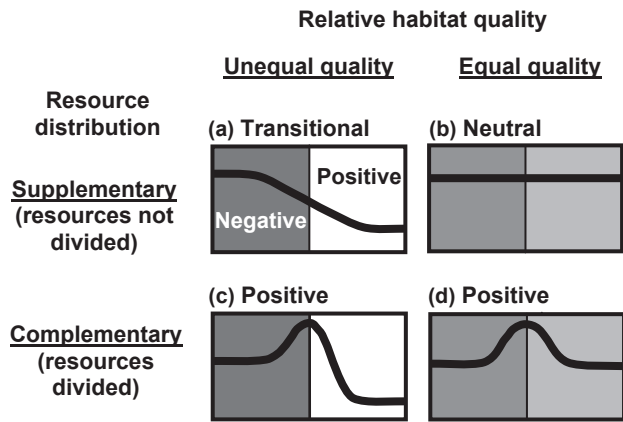 Relative habitat quality
Unequal quality
Equal quality
Resource
distribution
(a) Transitional
(b) Neutral
Supplementary
(resources not
divided)
Positive
Negative
(c) Positive
(d) Positive
Complementary
(resources
divided)